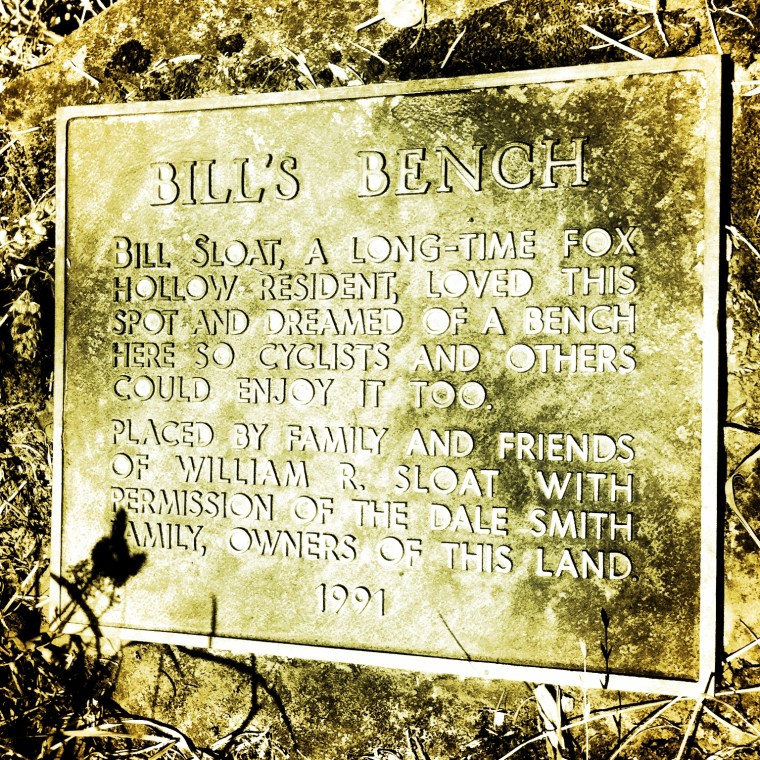 BILL'S BENCH
BILL SLOAT, A LONG-TIME FOX
HOLLOW RESIDENT, LOVED THIS
SPOT AND DREAMED OF A BENCH
HERE SO CYCLISTS AND OTHERS
COULD ENJOY IT TOO.
PLACED BY FAMILY AND FRIENDS
OF WILLIAM R. SLOAT WITH
PERMISSION OF THE DALE SMITH
FAMILY, OWNERS OF THIS LAND.
1991